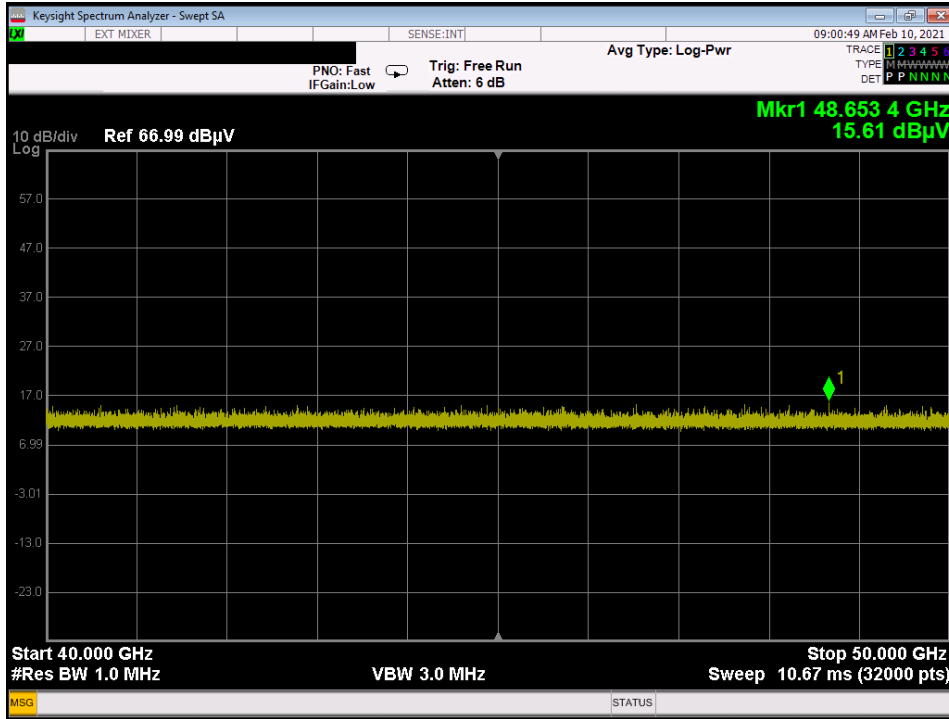 Keysight Spectrum Analyzer - Swept SA
LXI EXT MIXER SENSE:INT 09:00:49 AM Feb 10, 2021
Avg Type: Log-Pwr TRACE 1 2 3 4 5 6
PNO: Fast Trig: Free Run TYPE M M W W W W
IFGain:Low Atten: 6 dB DET P P N N N N
Mkr1 48.653 4 GHz
10 dB/div Ref 66.99 dBµV 15.61 dBµV
Log
57.0
47.0
37.0
27.0
1
17.0
6.99
-3.01
-13.0
-23.0
Start 40.000 GHz Stop 50.000 GHz
#Res BW 1.0 MHz VBW 3.0 MHz Sweep 10.67 ms (32000 pts)
MSG STATUS